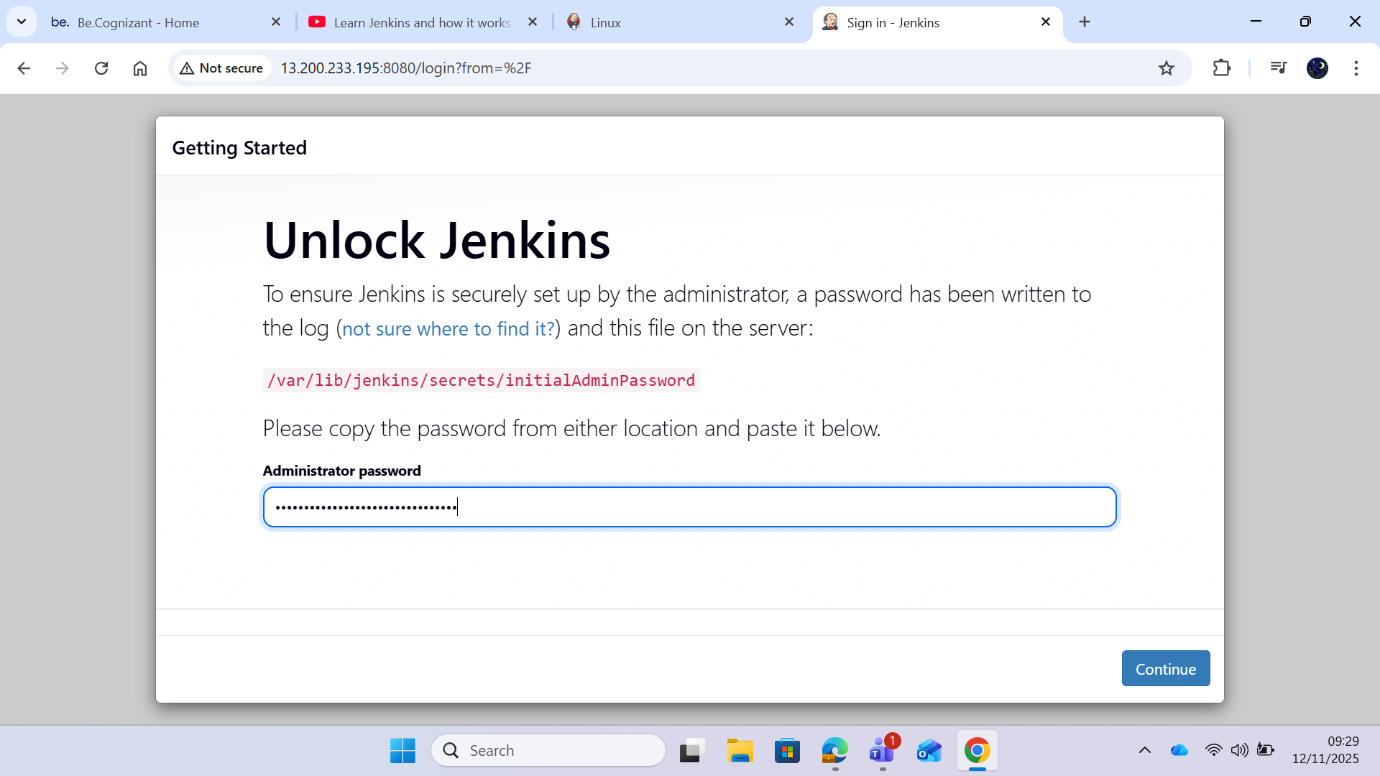 be. Be.Cognizant - Home
Learn Jenkins and how it works
Linux
Sign in - Jenkins
Not secure
13.200.233.195:8080/login?from=%2F
Getting Started
Unlock Jenkins
To ensure Jenkins is securely set up by the administrator, a password has been written to
the log (not sure where to find it?) and this file on the server:
/var/lib/jenkins/secrets/initialAdminPassword
Please copy the password from either location and paste it below.
Administrator password
••••••••••••••••••••••••••••••••
Continue
Search
1
09:29
12/11/2025